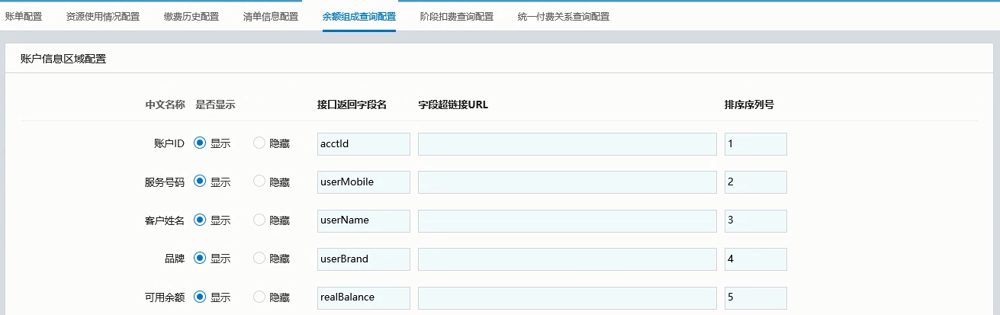 账单配置 资源使用情况配置 缴费历史配置 清单信息配置 余额组成查询配置 阶段扣费查询配置 统一付费关系查询配置
账户信息区域配置
中文名称 是否显示 接口返回字段名 字段超链接URL 排序序列号
账户ID 显示 隐藏 acctId 1
服务号码 显示 隐藏 userMobile 2
客户姓名 显示 隐藏 userName 3
品牌 显示 隐藏 userBrand 4
可用余额 显示 隐藏 realBalance 5